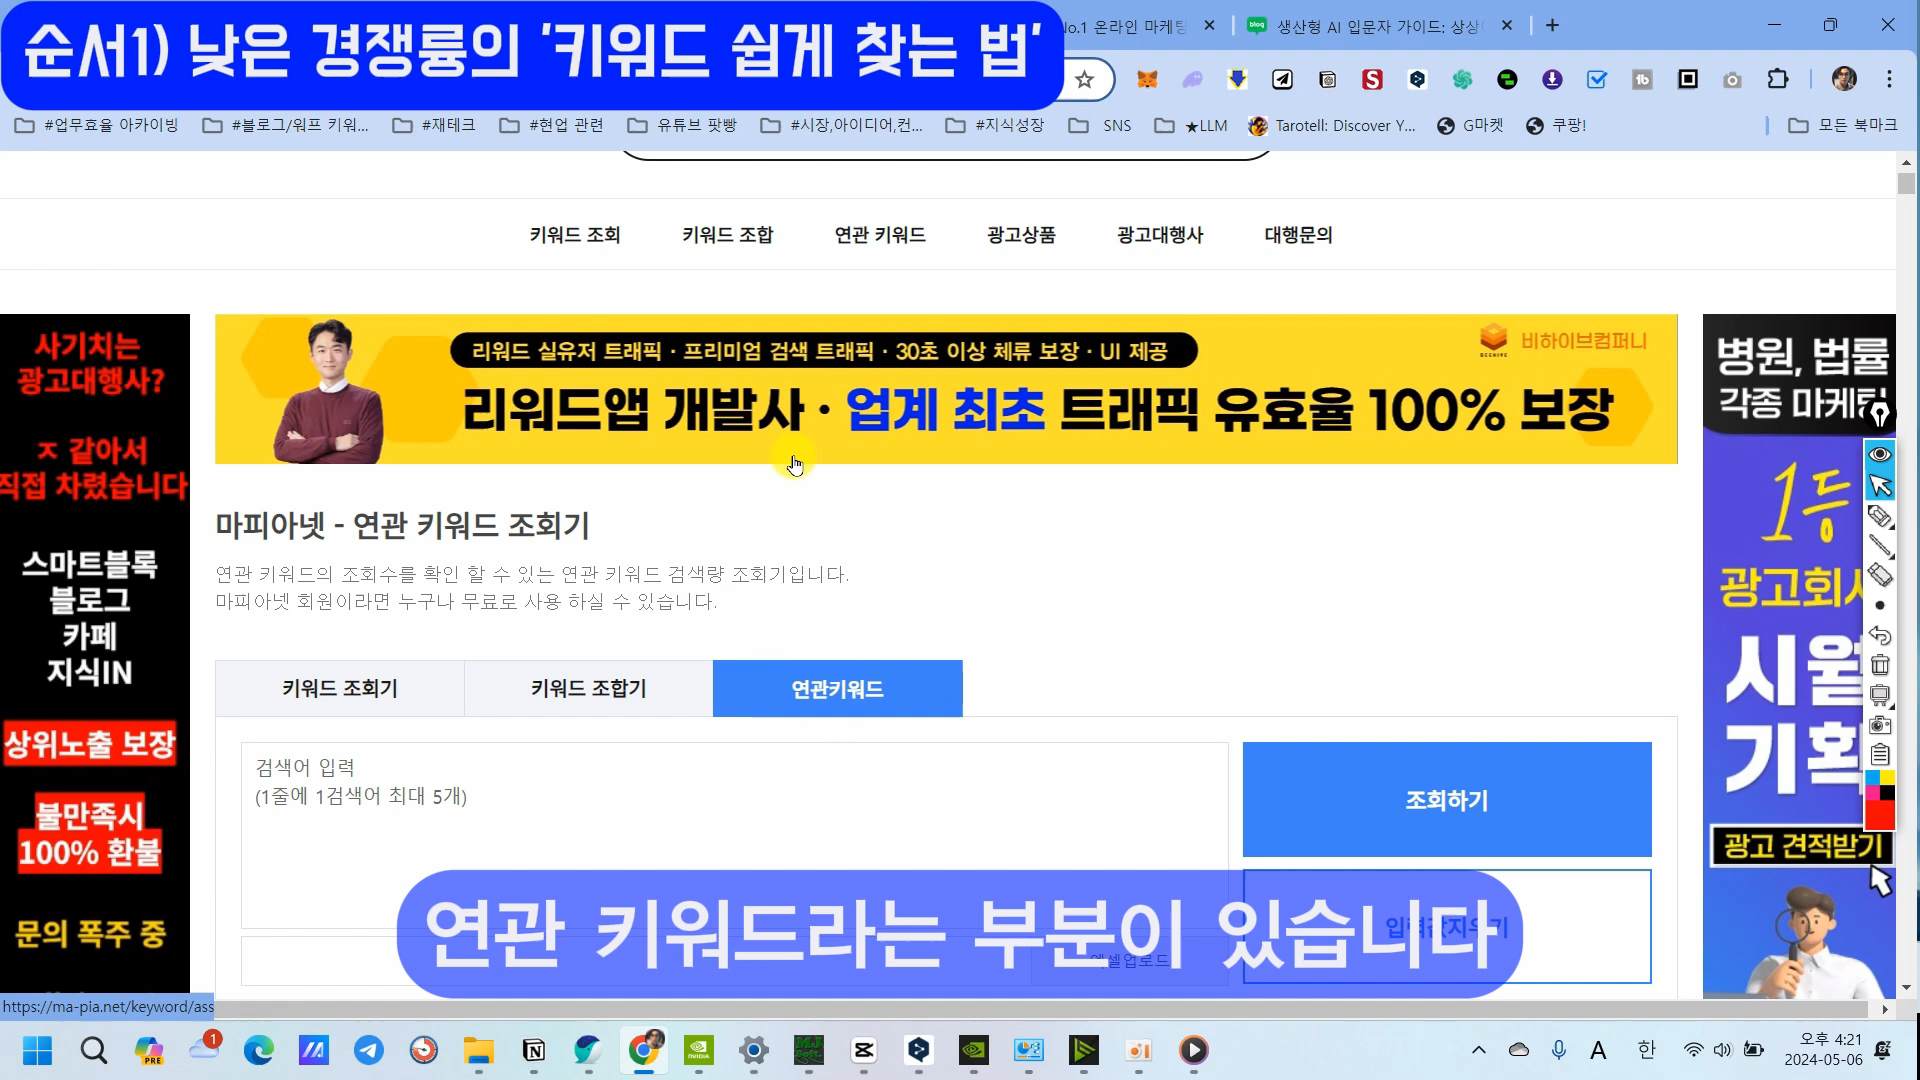 순서1) 낮은 경쟁률의 '키워드 쉽게 찾는 법'
No.1 온라인 마케팅
생산형 AI 입문자 가이드: 상상
#업무효율 아카이빙
#블로그/워프 키워...
#재테크
#현업 관련
유튜브 팟빵
#시장,아이디어,컨...
#지식성장
SNS
★LLM
Tarotell: Discover Y...
G마켓
쿠팡!
모든 북마크
키워드 조회
키워드 조합
연관 키워드
광고상품
광고대행사
대행문의
사기치는
광고대행사?
ㅈ 같아서
직접 차렸습니다
스마트블록
블로그
카페
지식IN
상위노출 보장
불만족시
100% 환불
문의 폭주 중
리워드 실유저 트래픽 · 프리미엄 검색 트래픽 · 30초 이상 체류 보장 · UI 제공
리워드앱 개발사 · 업계 최초 트래픽 유효율 100% 보장
BEEHIVE
비하이브컴퍼니
마피아넷 - 연관 키워드 조회기
연관 키워드의 조회수를 확인 할 수 있는 연관 키워드 검색량 조회기입니다.
마피아넷 회원이라면 누구나 무료로 사용 하실 수 있습니다.
키워드 조회기
키워드 조합기
연관키워드
검색어 입력
(1줄에 1검색어 최대 5개)
조회하기
입력값지우기
엑셀업로드
연관 키워드라는 부분이 있습니다
병원, 법률
각종 마케팅
1등
광고회사
시월
기획
광고 견적받기
https://ma-pia.net/keyword/ass
PRE
1
NVIDIA
A
한
오후 4:21
2024-05-06